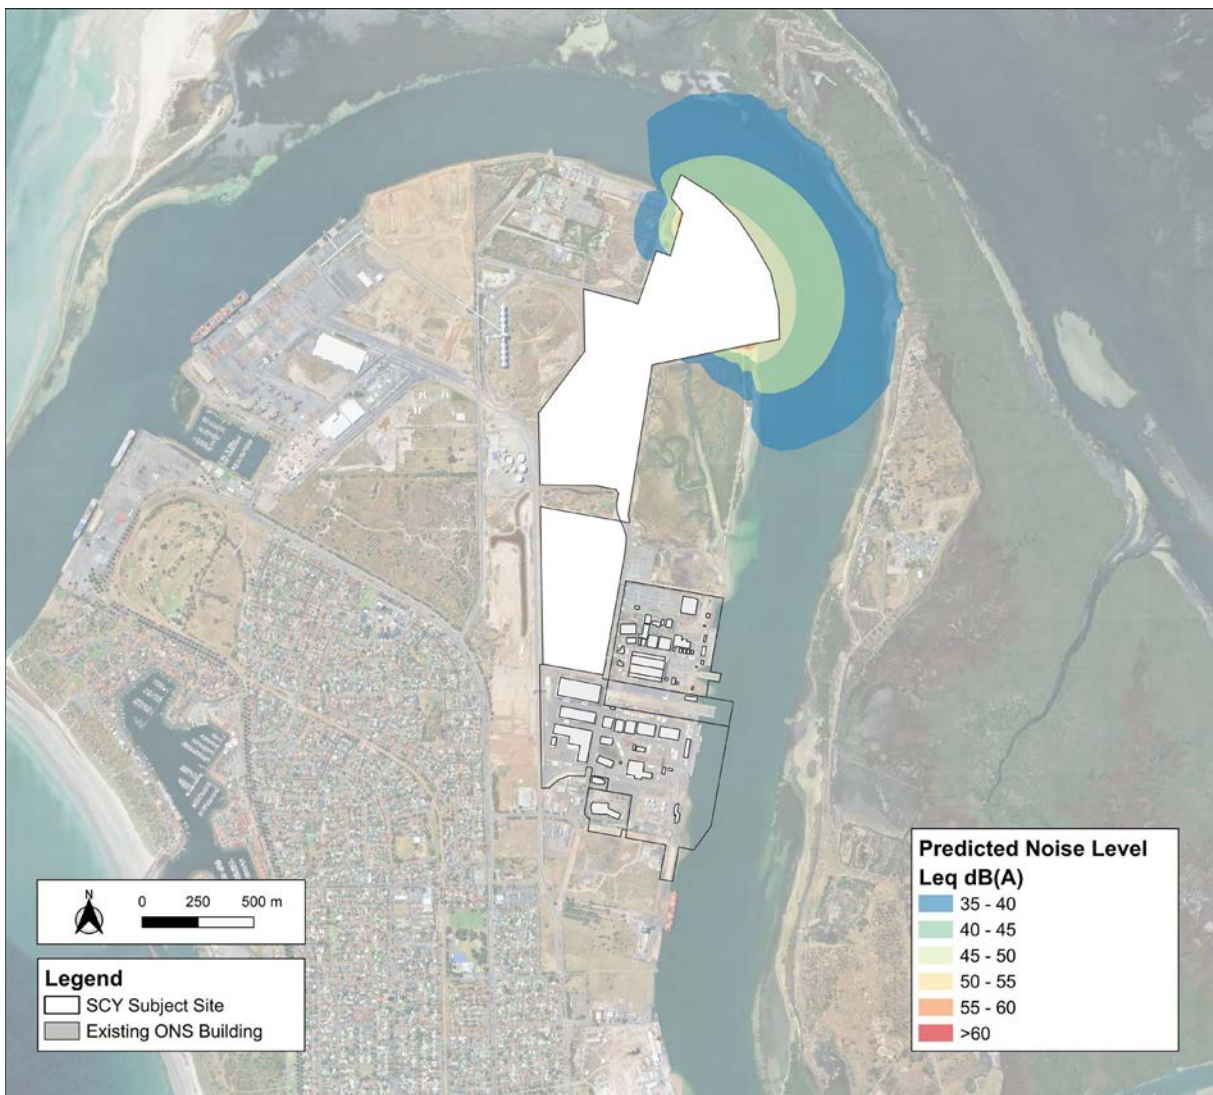 N
0 250 500 m
Legend
SCY Subject Site
Existing ONS Building
Predicted Noise Level
Leq dB(A)
35 - 40
40 - 45
45 - 50
50 - 55
55 - 60
>60